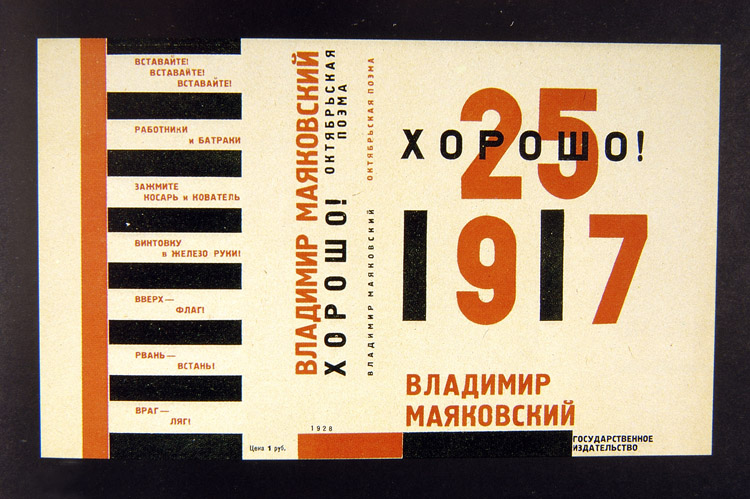 ВСТАВАЙТЕ!
ВСТАВАЙТЕ!
ВСТАВАЙТЕ!
РАБОТНИКИ
и БАТРАКИ
ЗАЖМИТЕ
КОСАРЬ и КОВАТЕЛЬ
ВИНТОВКУ
в ЖЕЛЕЗО РУКИ!
ВВЕРХ—
ФЛАГ!
РВАНЬ—
ВСТАНЬ!
ВРАГ—
ЛЯГ!
Цена 1 руб.
ВЛАДИМИР МАЯКОВСКИЙ
ХОРОШО!
ОКТЯБРЬСКАЯ
ПОЭМА
ВЛАДИМИР МАЯКОВСКИЙ
ОКТЯБРЬСКАЯ ПОЭМА
1928
25
ХОРОШО!
1917
ВЛАДИМИР
МАЯКОВСКИЙ
ГОСУДАРСТВЕННОЕ
ИЗДАТЕЛЬСТВО